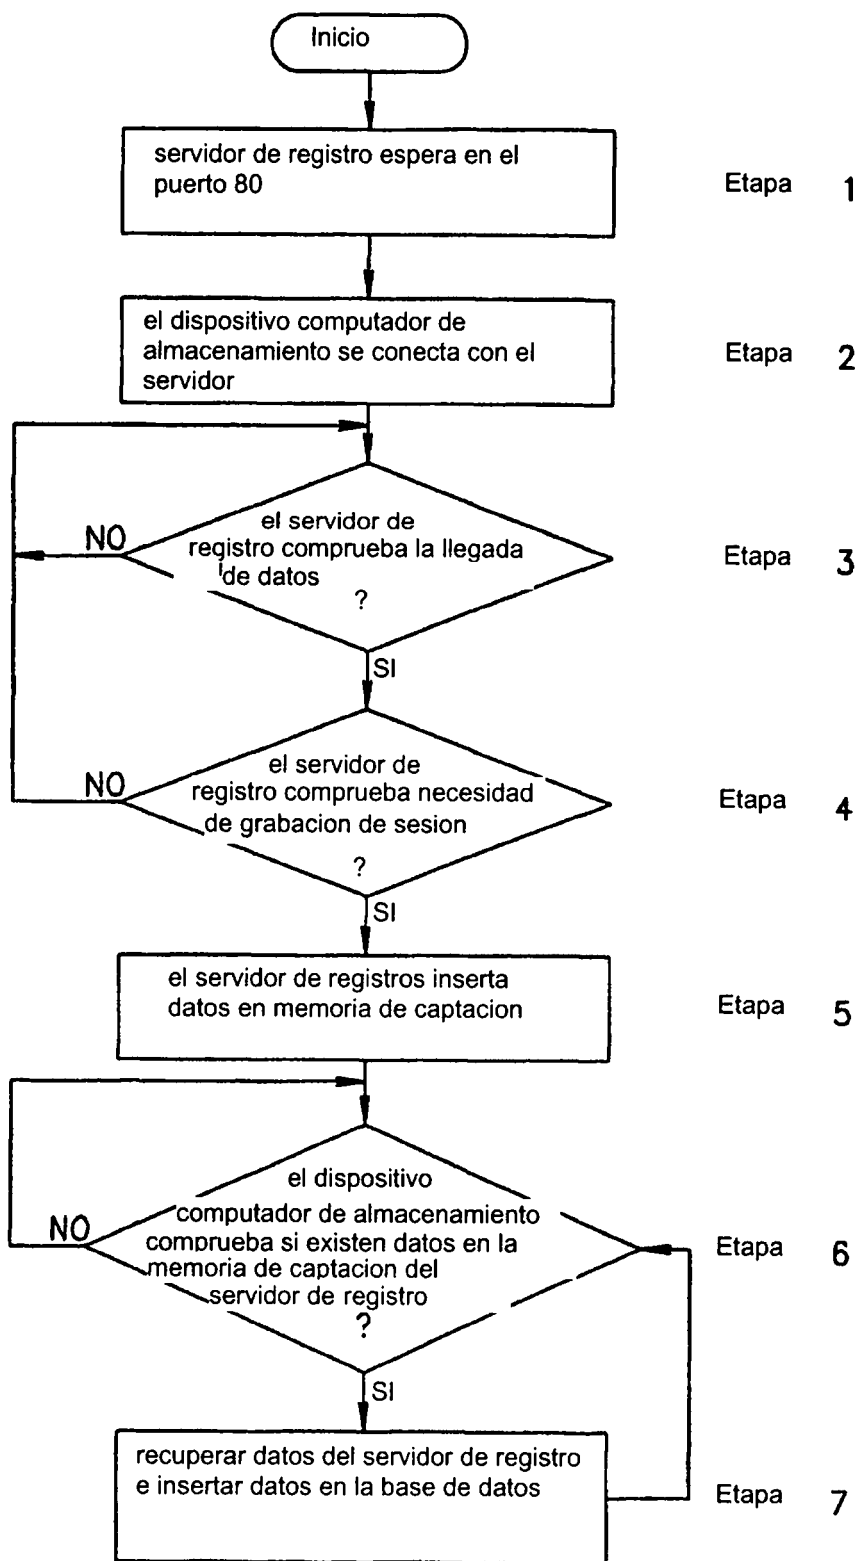 Inicio
servidor de registro espera en el
puerto 80
Etapa 1
el dispositivo computador de
almacenamiento se conecta con el
servidor
Etapa 2
el servidor de
registro comprueba la llegada
de datos
?
NO
Etapa 3
SI
el servidor de
registro comprueba necesidad
de grabacion de sesion
?
NO
Etapa 4
SI
el servidor de registros inserta
datos en memoria de captacion
Etapa 5
el dispositivo
computador de almacenamiento
comprueba si existen datos en la
memoria de captacion del
servidor de registro
?
NO
Etapa 6
SI
recuperar datos del servidor de registro
e insertar datos en la base de datos
Etapa 7